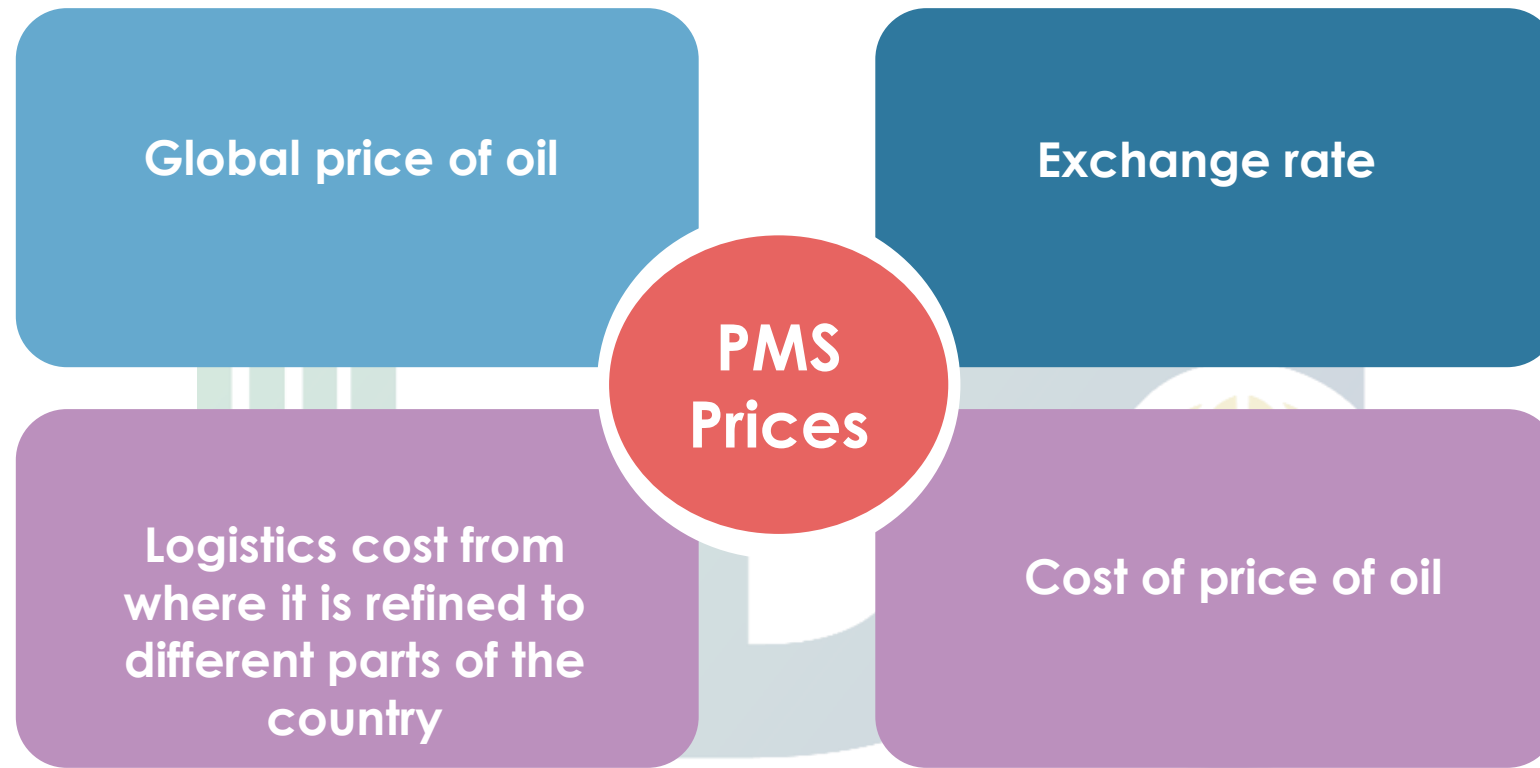 Global price of oil
Exchange rate
PMS
Prices
Logistics cost from
where it is refined to
different parts of the
country
Cost of price of oil